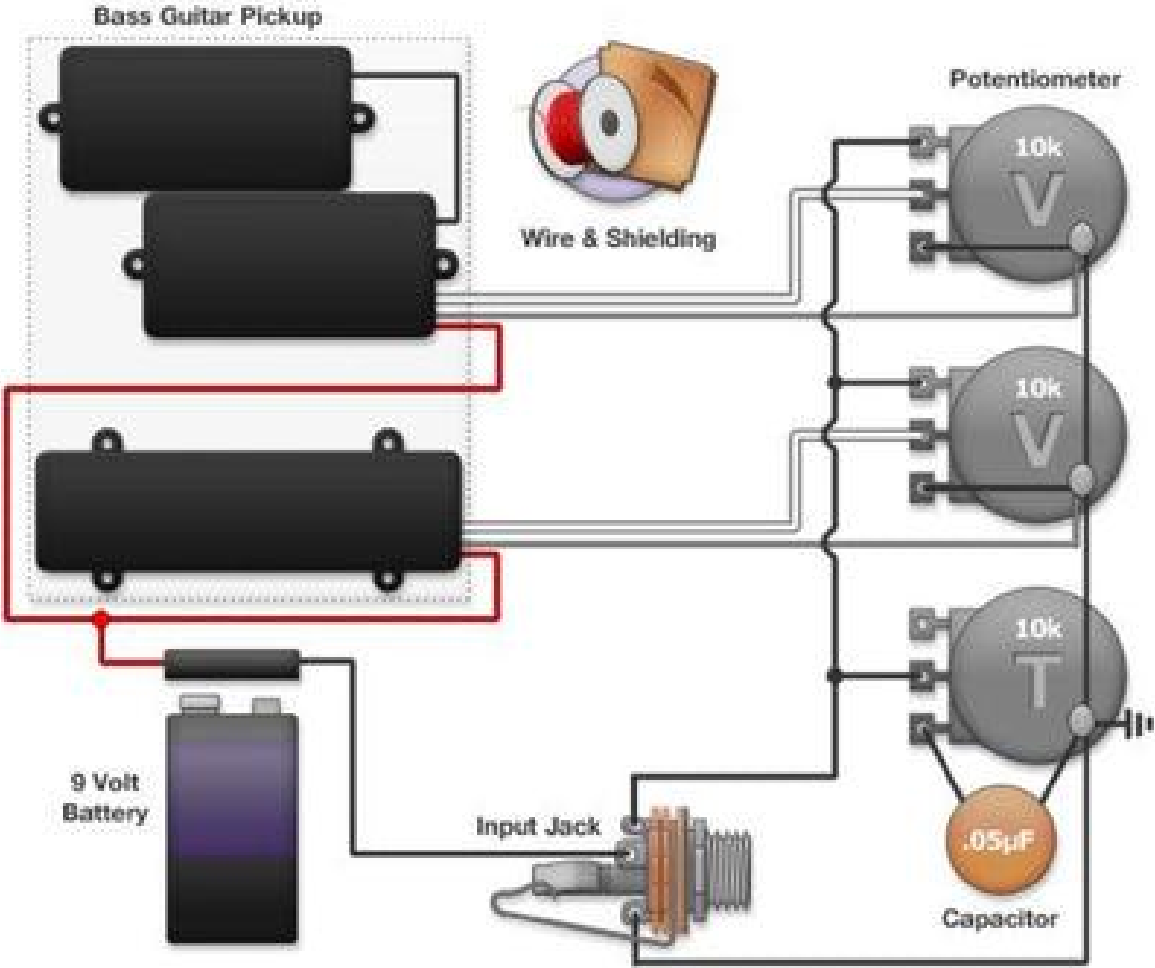 Bass Guitar Pickup
Potentiometer
10k
V
Wire & Shielding
10k
V
10k
T
9 Volt
Battery
Input Jack
.05µF
Capacitor